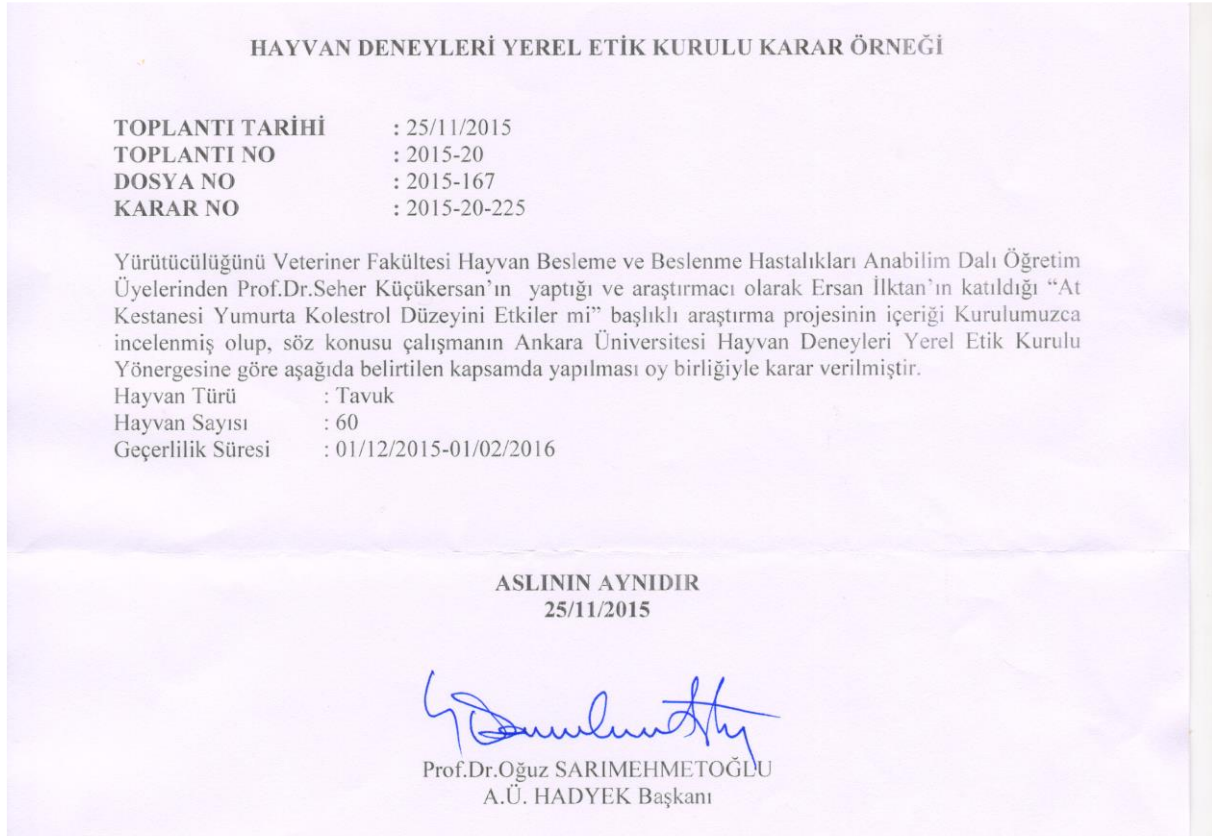 HAYVAN DENEYLERİ YEREL ETİK KURULU KARAR ÖRNEĞİ
TOPLANTI TARİHİ : 25/11/2015
TOPLANTI NO : 2015-20
DOSYA NO : 2015-167
KARAR NO : 2015-20-225
Yürütücülüğünü Veteriner Fakültesi Hayvan Besleme ve Beslenme Hastalıkları Anabilim Dalı Öğretim
Üyelerinden Prof.Dr.Seher Küçükersan’ın yaptığı ve araştırmacı olarak Ersan İlktan’ın katıldığı “At
Kestanesi Yumurta Kolestrol Düzeyini Etkiler mi” başlıklı araştırma projesinin içeriği Kurulumuzca
incelenmiş olup, söz konusu çalışmanın Ankara Üniversitesi Hayvan Deneyleri Yerel Etik Kurulu
Yönergesine göre aşağıda belirtilen kapsamda yapılması oy birliğiyle karar verilmiştir.
Hayvan Türü : Tavuk
Hayvan Sayısı : 60
Geçerlilik Süresi : 01/12/2015-01/02/2016
ASLININ AYNIDIR
25/11/2015
Prof.Dr.Oğuz SARIMEHMETOĞLU
A.Ü. HADYEK Başkanı